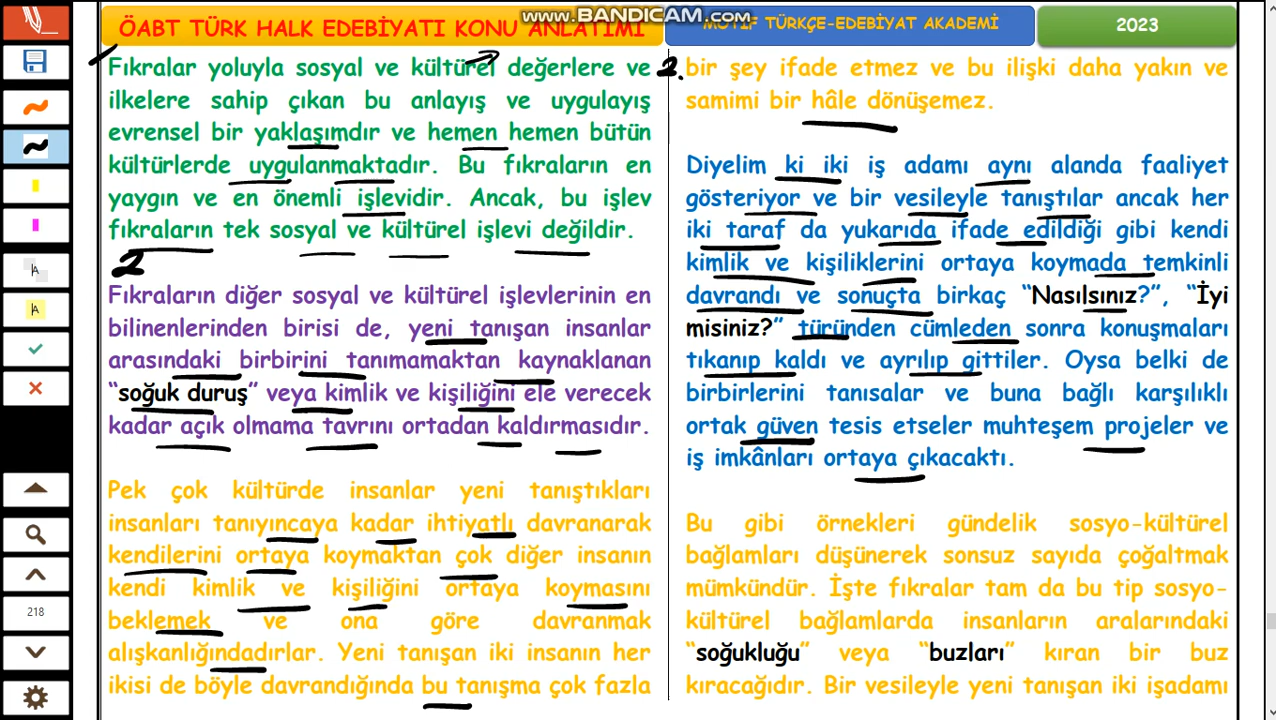 www.BANDICAM.com
ÖABT TÜRK HALK EDEBİYATI KONU ANLATIMI
MOTİF TÜRKÇE-EDEBİYAT AKADEMİ
2023
Fıkralar yoluyla sosyal ve kültürel değerlere ve
ilkelere sahip çıkan bu anlayış ve uygulayış
evrensel bir yaklaşımdır ve hemen hemen bütün
kültürlerde uygulanmaktadır. Bu fıkraların en
yaygın ve en önemli işlevidir. Ancak, bu işlev
fıkraların tek sosyal ve kültürel işlevi değildir.
2
Fıkraların diğer sosyal ve kültürel işlevlerinin en
bilinenlerinden birisi de, yeni tanışan insanlar
arasındaki birbirini tanımamaktan kaynaklanan
“soğuk duruş” veya kimlik ve kişiliğini ele verecek
kadar açık olmama tavrını ortadan kaldırmasıdır.
Pek çok kültürde insanlar yeni tanıştıkları
insanları tanıyıncaya kadar ihtiyatlı davranarak
kendilerini ortaya koymaktan çok diğer insanın
kendi kimlik ve kişiliğini ortaya koymasını
beklemek ve ona göre davranmak
alışkanlığındadırlar. Yeni tanışan iki insanın her
ikisi de böyle davrandığında bu tanışma çok fazla
2.
bir şey ifade etmez ve bu ilişki daha yakın ve
samimi bir hâle dönüşemez.
Diyelim ki iki iş adamı aynı alanda faaliyet
gösteriyor ve bir vesileyle tanıştılar ancak her
iki taraf da yukarıda ifade edildiği gibi kendi
kimlik ve kişiliklerini ortaya koymada temkinli
davrandı ve sonuçta birkaç “Nasılsınız?”, “İyi
misiniz?” türünden cümleden sonra konuşmaları
tıkanıp kaldı ve ayrılıp gittiler. Oysa belki de
birbirlerini tanısalar ve buna bağlı karşılıklı
ortak güven tesis etseler muhteşem projeler ve
iş imkânları ortaya çıkacaktı.
Bu gibi örnekleri gündelik sosyo-kültürel
bağlamları düşünerek sonsuz sayıda çoğaltmak
mümkündür. İşte fıkralar tam da bu tip sosyo-
kültürel bağlamlarda insanların aralarındaki
“soğukluğu” veya “buzları” kıran bir buz
kıracağıdır. Bir vesileyle yeni tanışan iki işadamı
218